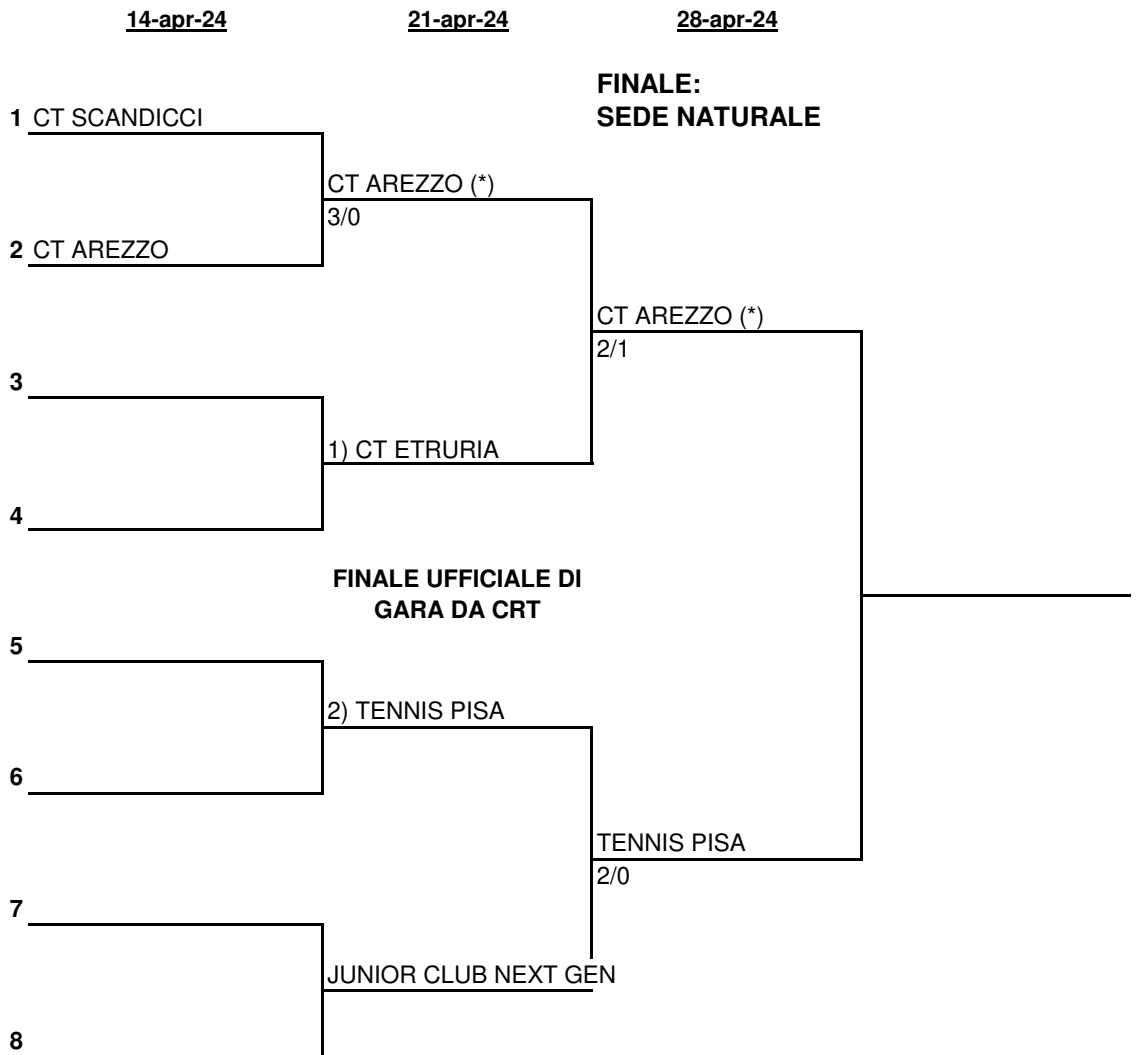 14-apr-24 21-apr-24 28-apr-24
FINALE:
SEDE NATURALE
1 CT SCANDICCI
CT AREZZO (*)
3/0
2 CT AREZZO
CT AREZZO (*)
2/1
3
1) CT ETRURIA
4
FINALE UFFICIALE DI
GARA DA CRT
5
2) TENNIS PISA
6
TENNIS PISA
2/0
7
JUNIOR CLUB NEXT GEN
8